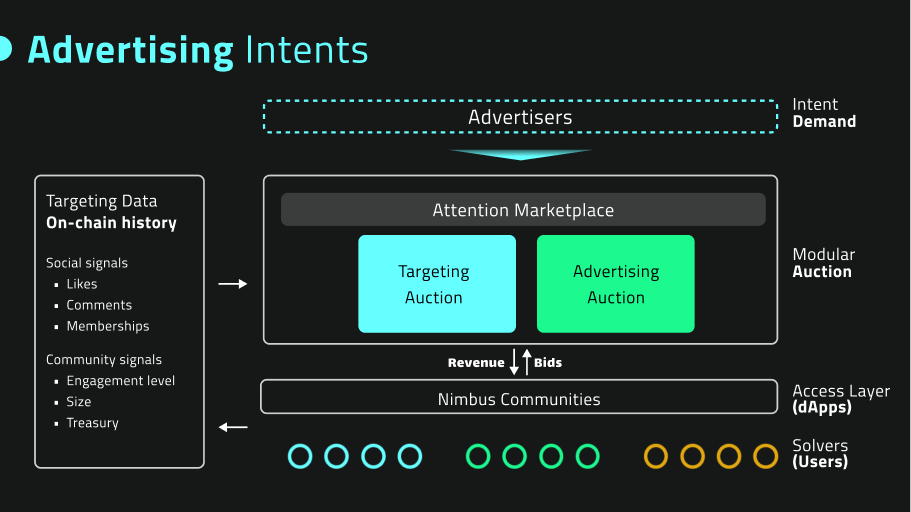 Advertising Intents
Advertisers
Intent
Demand
Targeting Data
On-chain history
Social signals
▪ Likes
▪ Comments
▪ Memberships
Community signals
▪ Engagement level
▪ Size
▪ Treasury
Attention Marketplace
Targeting
Auction
Advertising
Auction
Modular
Auction
Revenue
Bids
Nimbus Communities
Access Layer
(dApps)
Solvers
(Users)